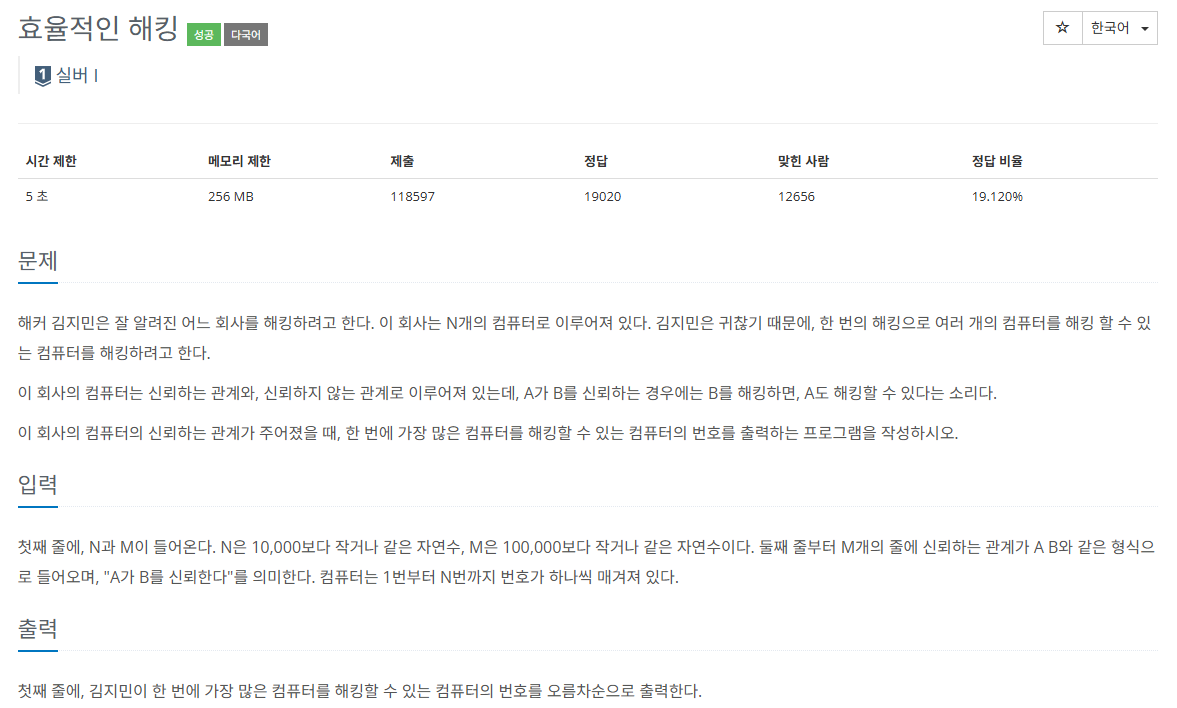 효율적인 해킹 성공 다국어 ☆ 한국어
1 실버 I
시간 제한 메모리 제한 제출 정답 맞힌 사람 정답 비율
5 초 256 MB 118597 19020 12656 19.120%
문제
해커 김지민은 잘 알려진 어느 회사를 해킹하려고 한다. 이 회사는 N개의 컴퓨터로 이루어져 있다. 김지민은 귀찮기 때문에, 한 번의 해킹으로 여러 개의 컴퓨터를 해킹 할 수 있
는 컴퓨터를 해킹하려고 한다.
이 회사의 컴퓨터는 신뢰하는 관계와, 신뢰하지 않는 관계로 이루어져 있는데, A가 B를 신뢰하는 경우에는 B를 해킹하면, A도 해킹할 수 있다는 소리다.
이 회사의 컴퓨터의 신뢰하는 관계가 주어졌을 때, 한 번에 가장 많은 컴퓨터를 해킹할 수 있는 컴퓨터의 번호를 출력하는 프로그램을 작성하시오.
입력
첫째 줄에, N과 M이 들어온다. N은 10,000보다 작거나 같은 자연수, M은 100,000보다 작거나 같은 자연수이다. 둘째 줄부터 M개의 줄에 신뢰하는 관계가 A B와 같은 형식으
로 들어오며, "A가 B를 신뢰한다"를 의미한다. 컴퓨터는 1번부터 N번까지 번호가 하나씩 매겨져 있다.
출력
첫째 줄에, 김지민이 한 번에 가장 많은 컴퓨터를 해킹할 수 있는 컴퓨터의 번호를 오름차순으로 출력한다.